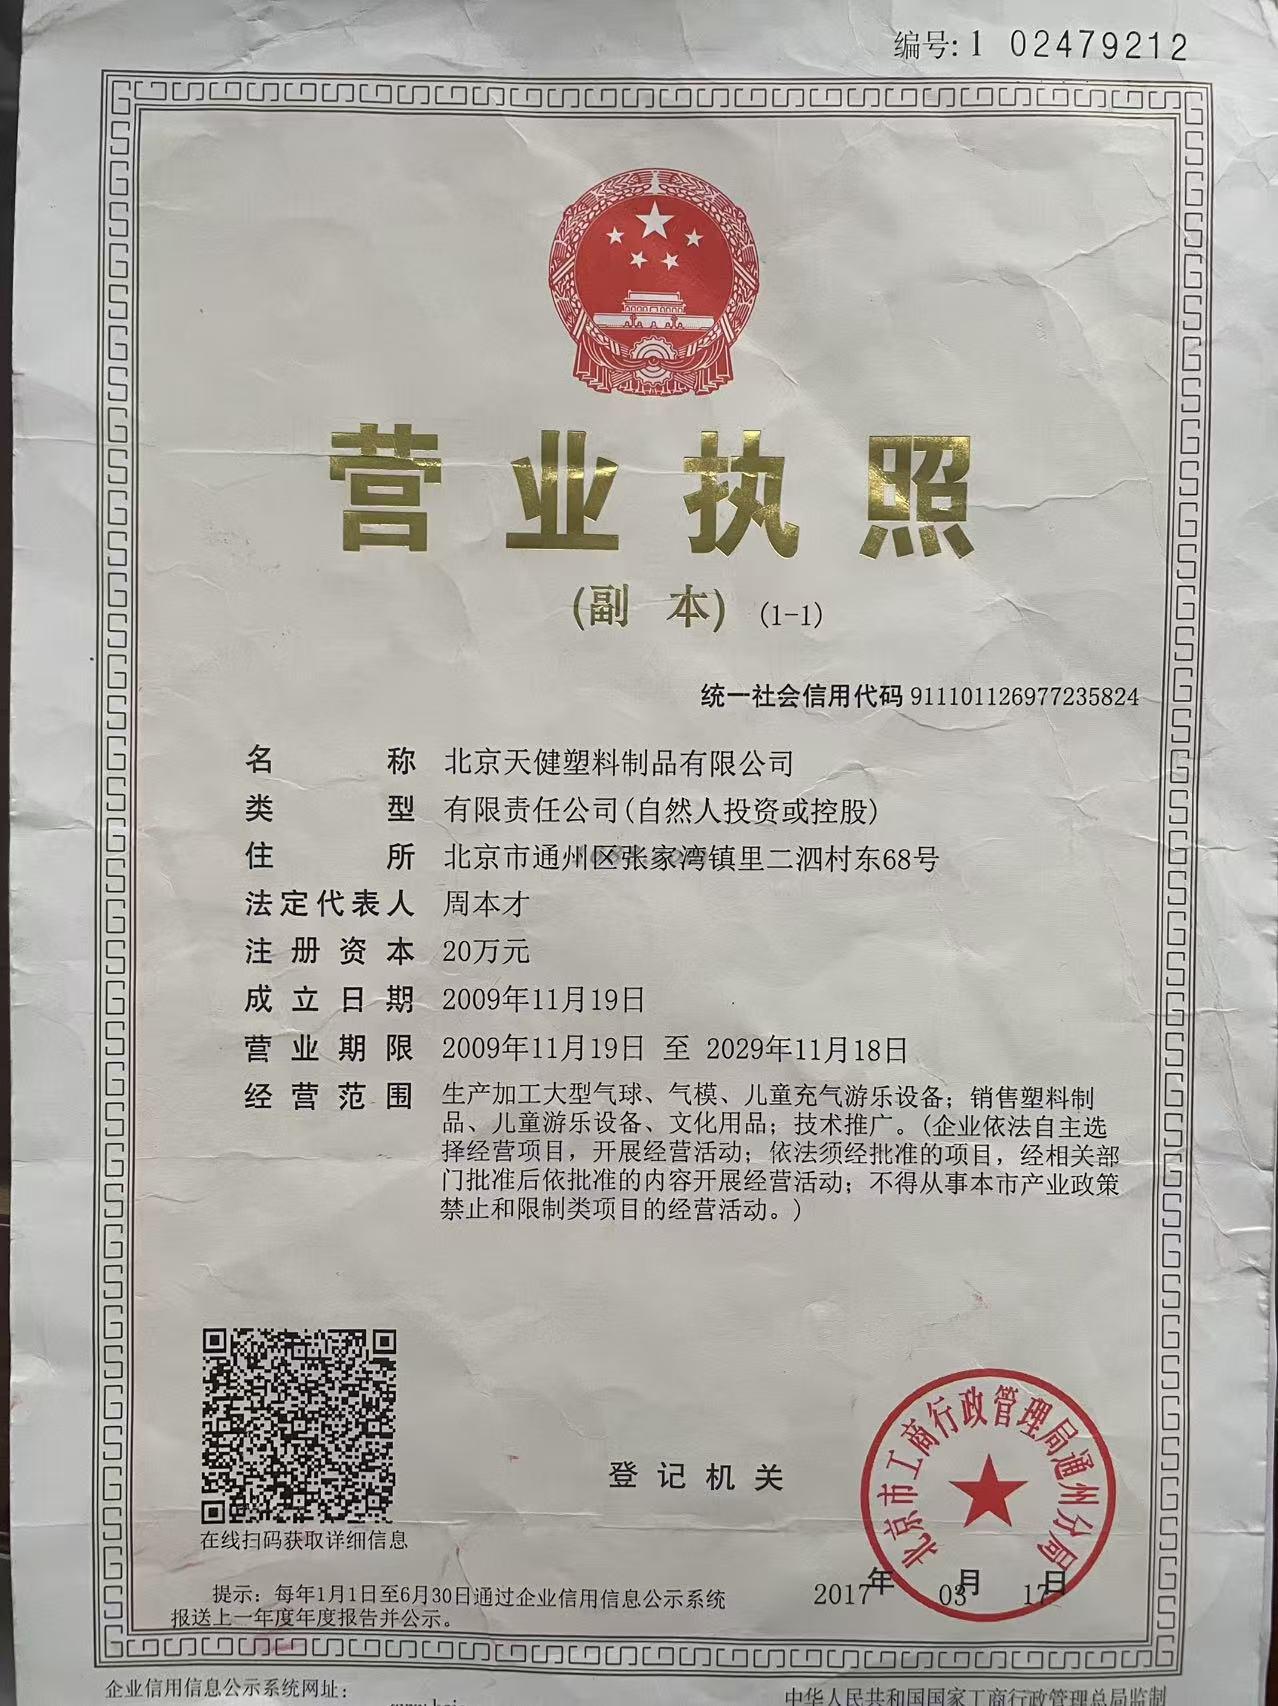 编号: 1 02479212
营业执照
(副 本) (1-1)
统一社会信用代码 911101126977235824
名称 北京天健塑料制品有限公司
类型 有限责任公司(自然人投资或控股)
住所 北京市通州区张家湾镇里二泗村东68号
法定代表人 周本才
注册资本 20万元
成立日期 2009年11月19日
营业期限 2009年11月19日 至 2029年11月18日
经营范围 生产加工大型气球、气模、儿童充气游乐设备；销售塑料制
品、儿童游乐设备、文化用品；技术推广。(企业依法自主选
择经营项目，开展经营活动；依法须经批准的项目，经相关部
门批准后依批准的内容开展经营活动；不得从事本市产业政策
禁止和限制类项目的经营活动。)
在线扫码获取详细信息
登记机关
北京市工商行政管理局通州分局
2017年 03月 17日
提示：每年1月1日至6月30日通过企业信用信息公示系统
报送上一年度年度报告并公示。
企业信用信息公示系统网址：
中华人民共和国国家工商行政管理总局监制